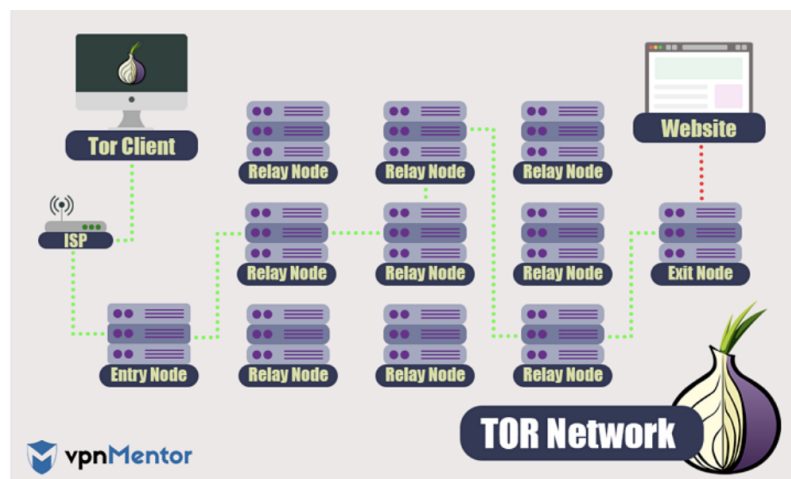 Tor Client
Website
Relay Node
Relay Node
Relay Node
ISP
Relay Node
Relay Node
Relay Node
Exit Node
Entry Node
Relay Node
Relay Node
Relay Node
TOR Network
vpnMentor